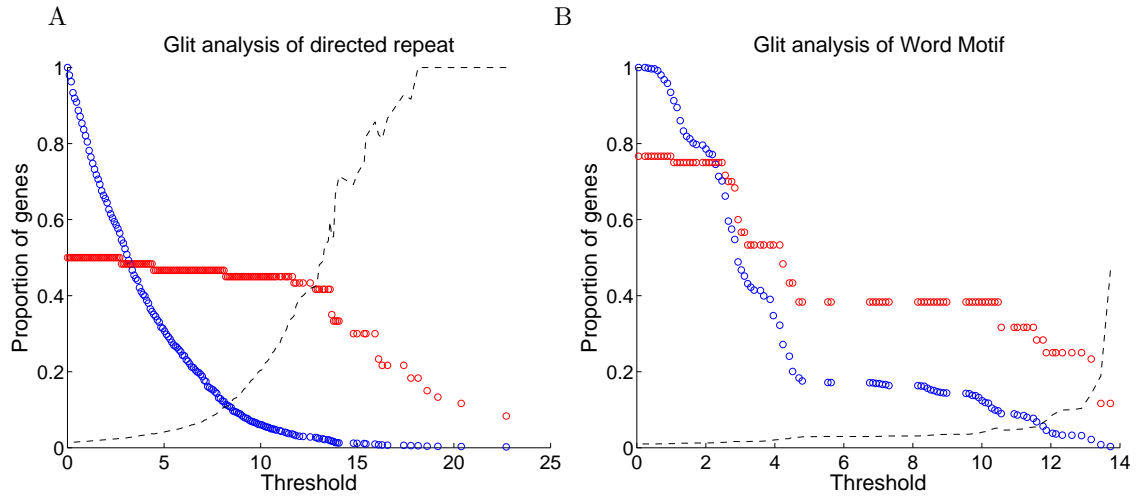 A
Glit analysis of directed repeat
Proportion of genes
1
0.8
0.6
0.4
0.2
0
0 5 10 15 20 25
Threshold
B
Glit analysis of Word Motif
Proportion of genes
1
0.8
0.6
0.4
0.2
0
0 2 4 6 8 10 12 14
Threshold